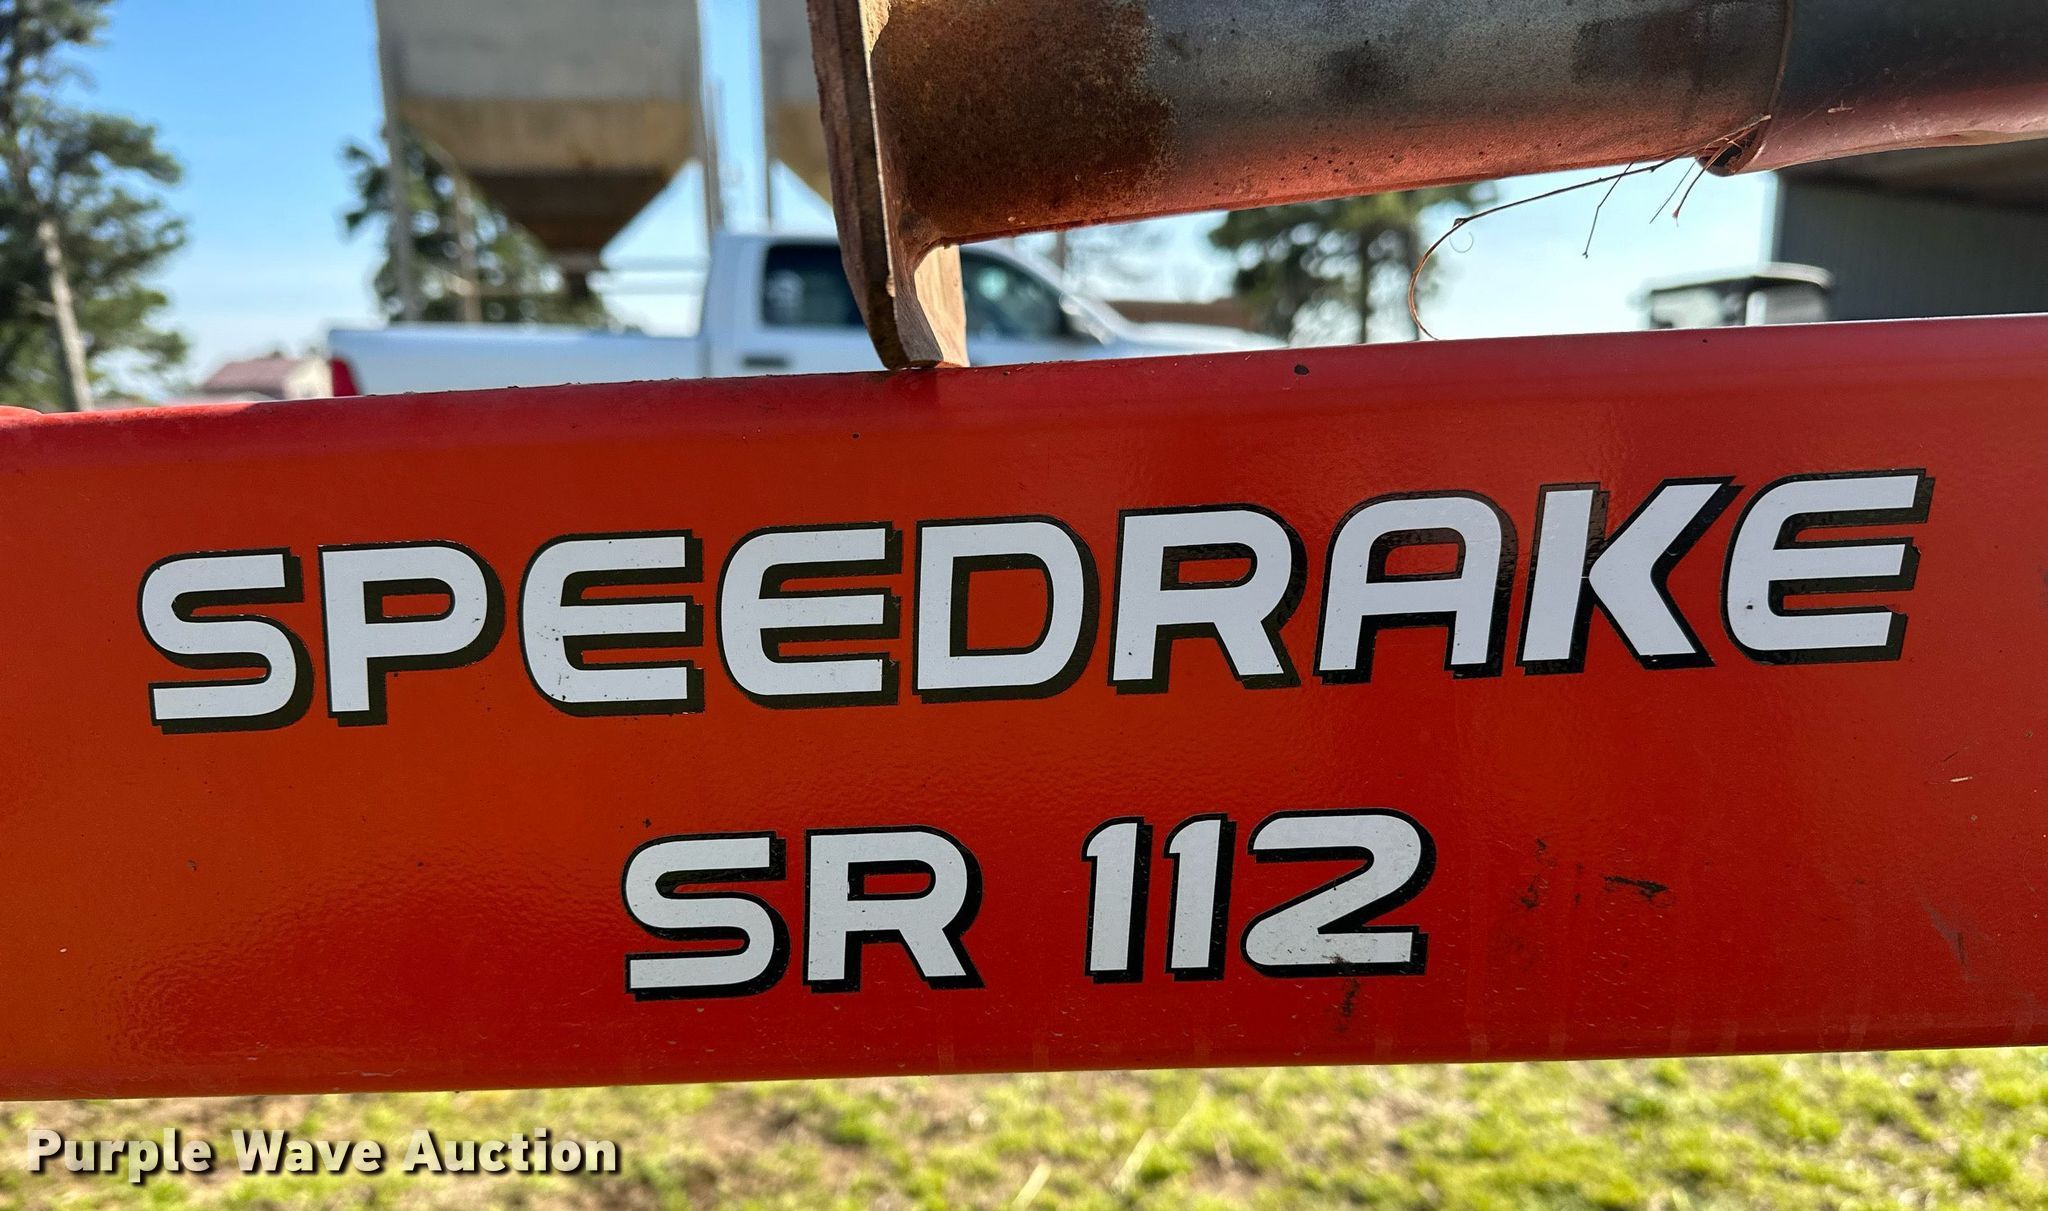 SPEEDRAKE
SR 112
Purple Wave Auction